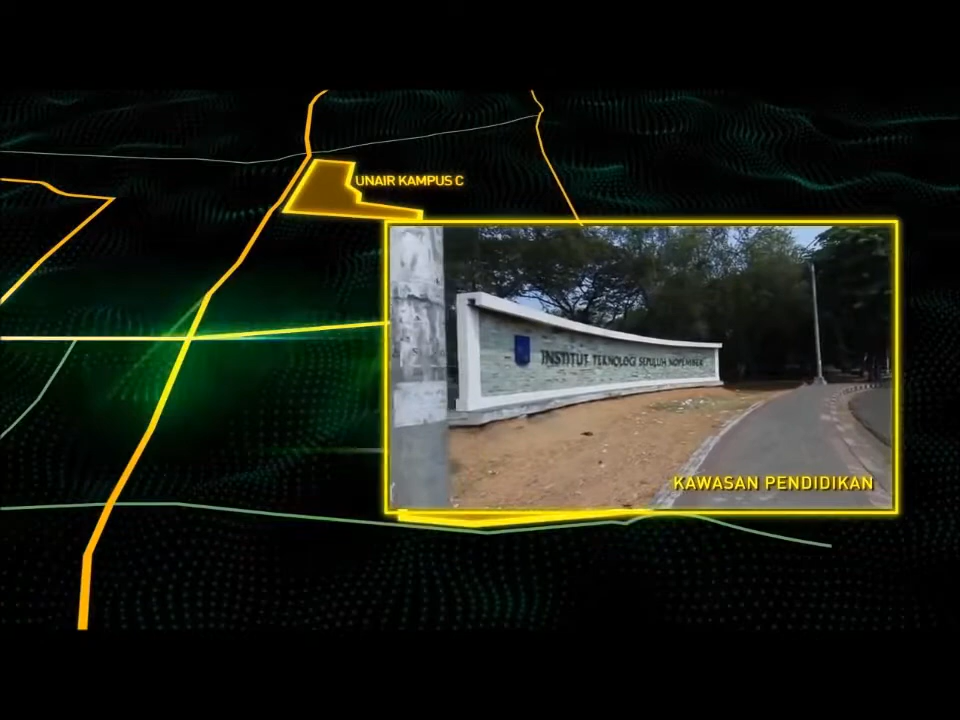 UNAIR KAMPUS C
INSTITUT TEKNOLOGI SEPULUH NOPEMBER
KAWASAN PENDIDIKAN